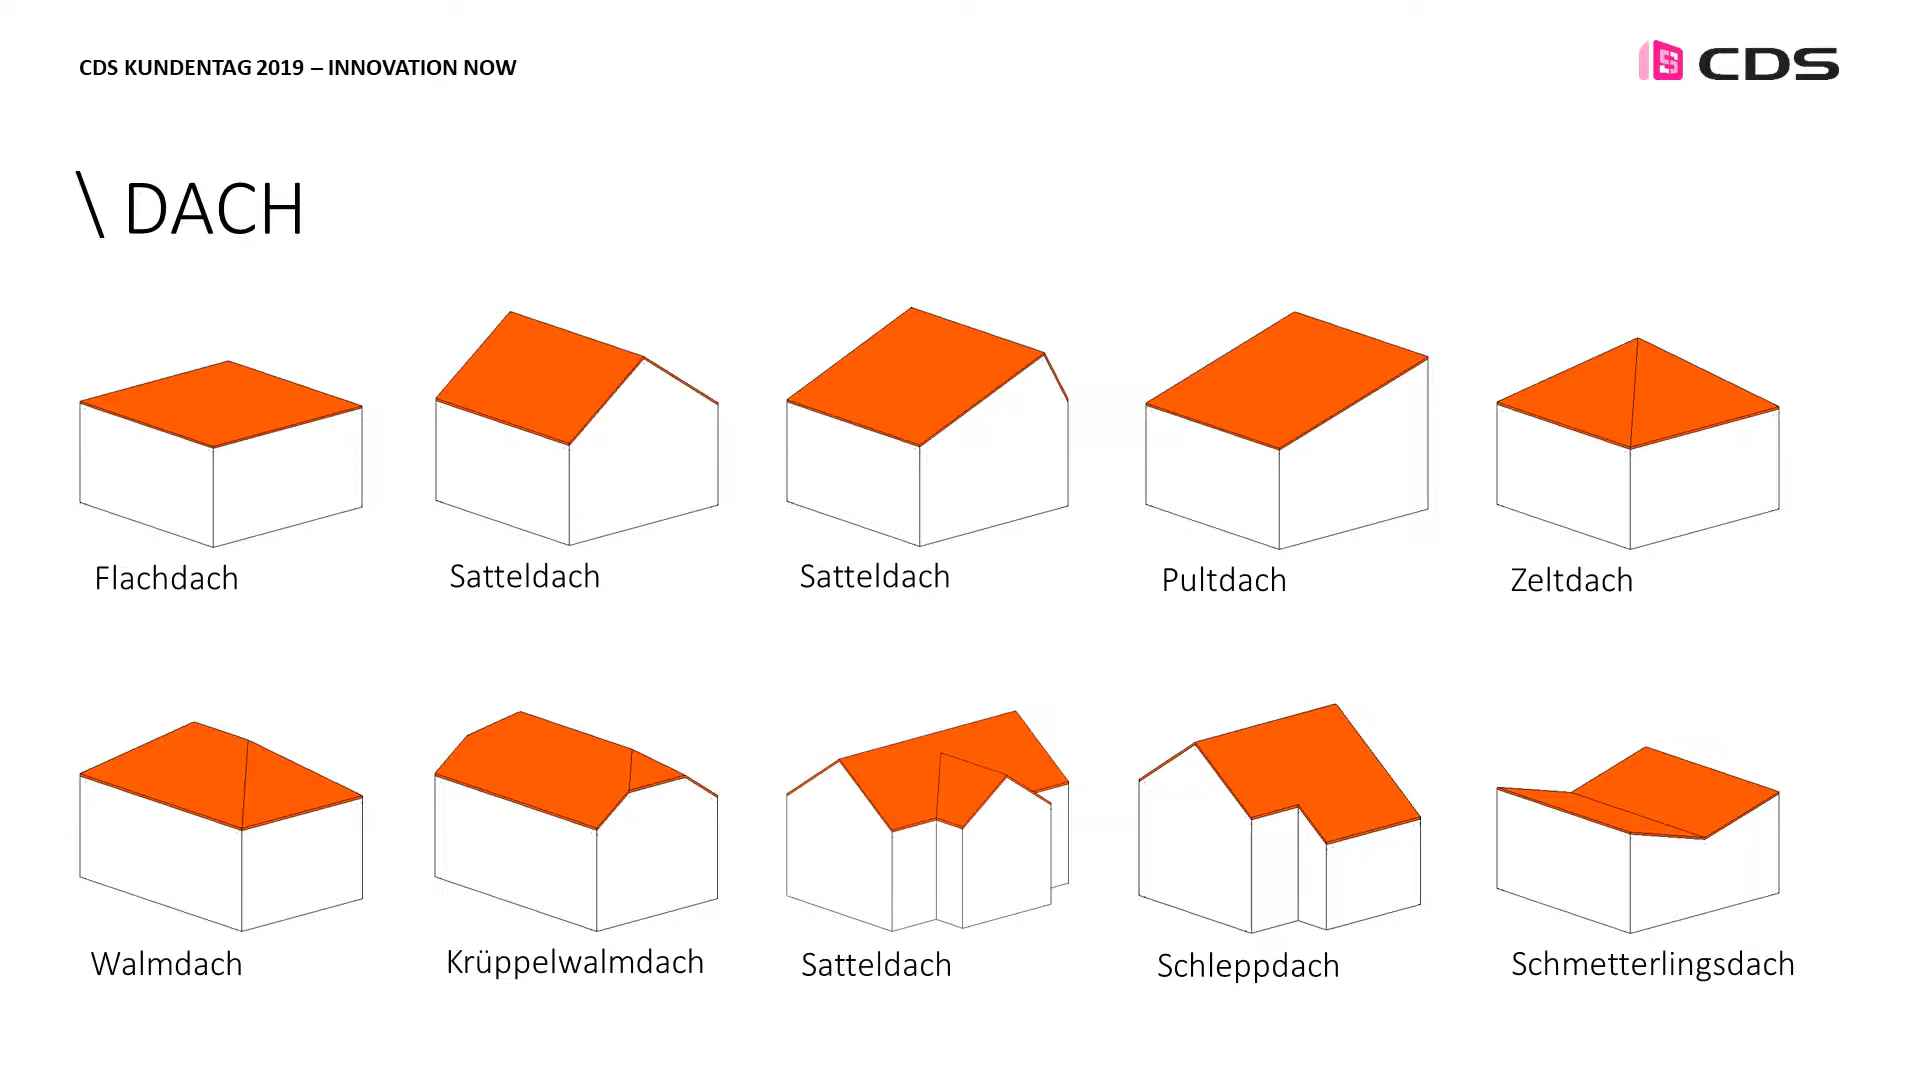 CDS KUNDENTAG 2019 – INNOVATION NOW
CDS
\ DACH
Flachdach
Satteldach
Satteldach
Pultdach
Zeltdach
Walmdach
Krüppelwalmdach
Satteldach
Schleppdach
Schmetterlingsdach